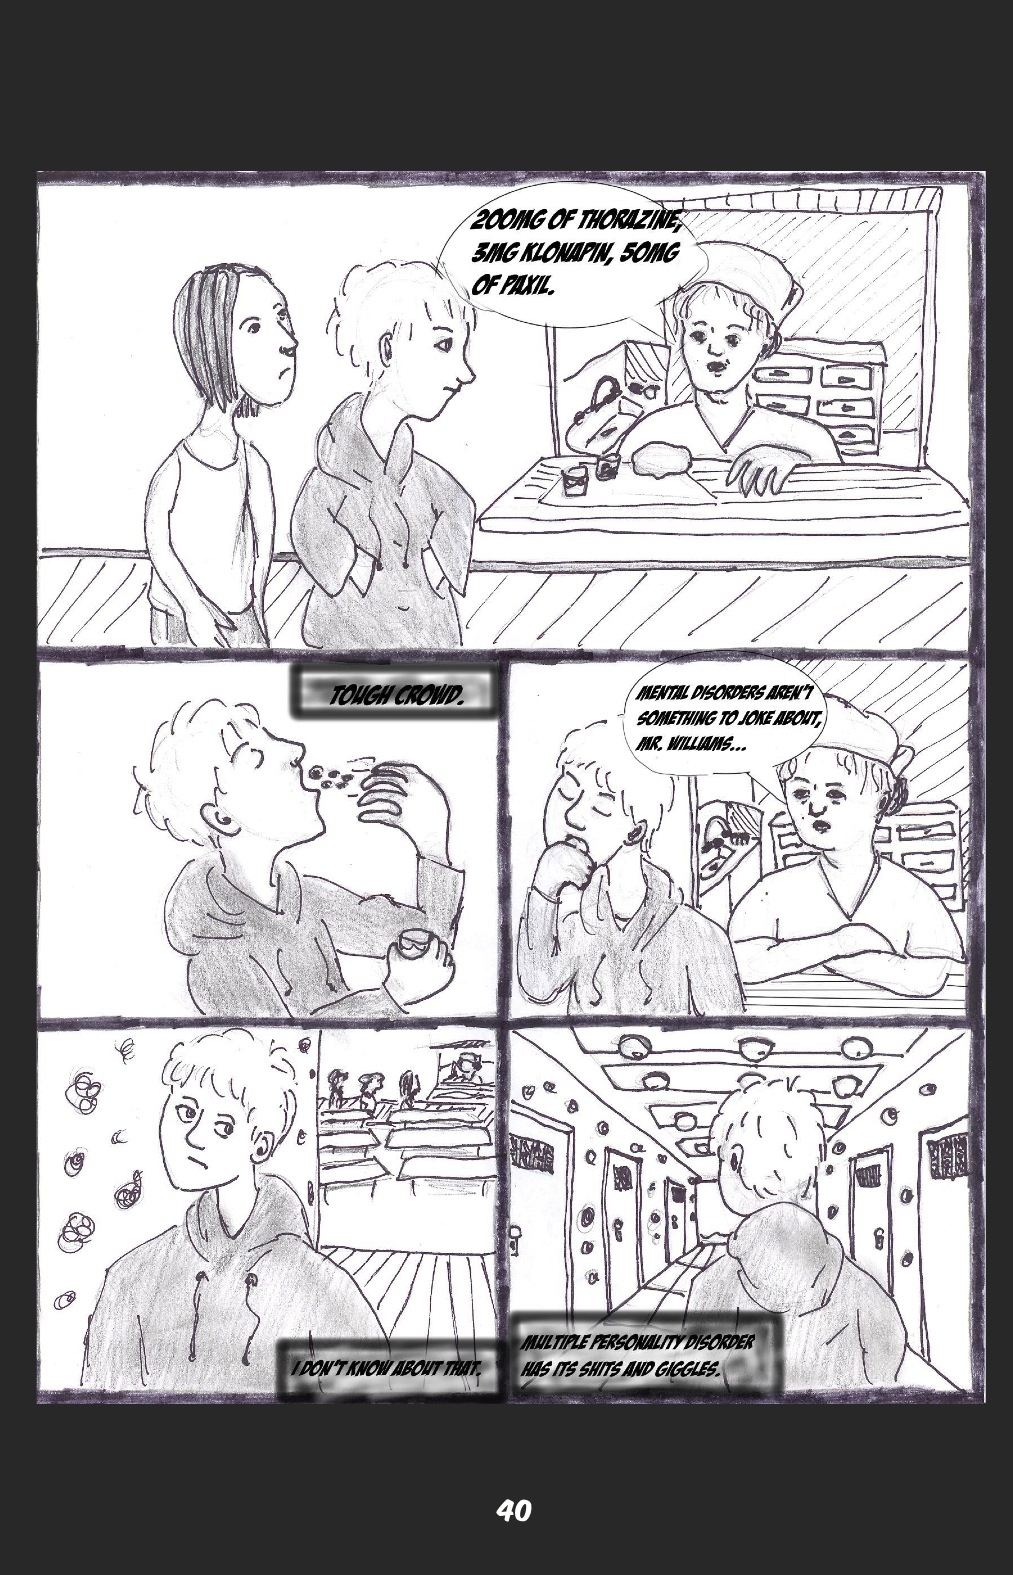 200MG OF THORAZINE,
3MG KLONAPIN, 50MG
OF PAXIL.
TOUGH CROWD.
MENTAL DISORDERS AREN'T
SOMETHING TO JOKE ABOUT,
MR. WILLIAMS...
I DON'T KNOW ABOUT THAT.
MULTIPLE PERSONALITY DISORDER
HAS ITS SHITS AND GIGGLES.
40